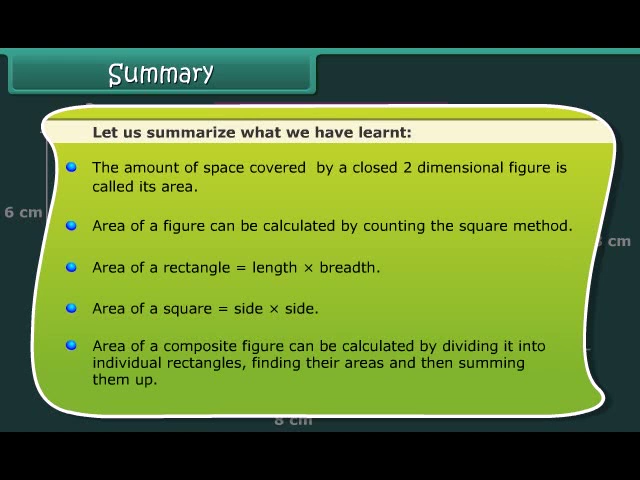 Summary
Let us summarize what we have learnt:
The amount of space covered by a closed 2 dimensional figure is
called its area.
6 cm
Area of a figure can be calculated by counting the square method.
cm
Area of a rectangle = length × breadth.
Area of a square = side × side.
Area of a composite figure can be calculated by dividing it into
individual rectangles, finding their areas and then summing
them up.
8 cm